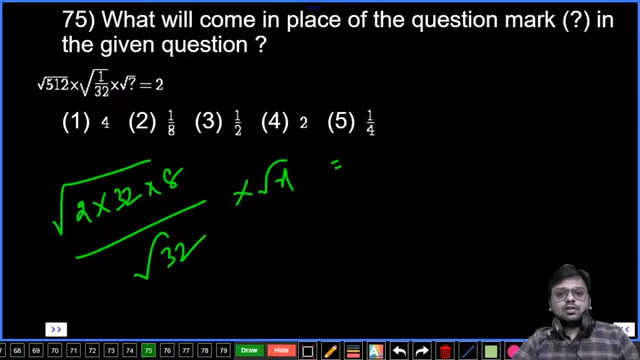 75) What will come in place of the question mark (?) in
the given question ?
√512×√(1/32)×√?=2
(1) 4 (2) 1/8 (3) 1/2 (4) 2 (5) 1/4
√(2×32×8) × √x =
√32
>> 68 69 70 71 72 73 74 75 76 77 78 79 Draw Hide <<